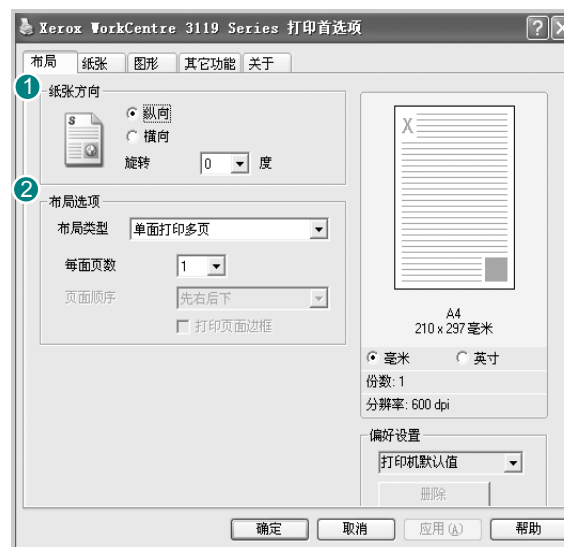 Xerox WorkCentre 3119 Series 打印首选项
布局 纸张 图形 其它功能 关于
1
纸张方向
S
纵向
横向
旋转 0 度
2
布局选项
布局类型 单面打印多页
每面页数 1
页面顺序 先右后下
打印页面边框
X
A4
210 x 297 毫米
毫米 英寸
份数: 1
分辨率: 600 dpi
偏好设置
打印机默认值
删除
确定 取消 应用(A) 帮助